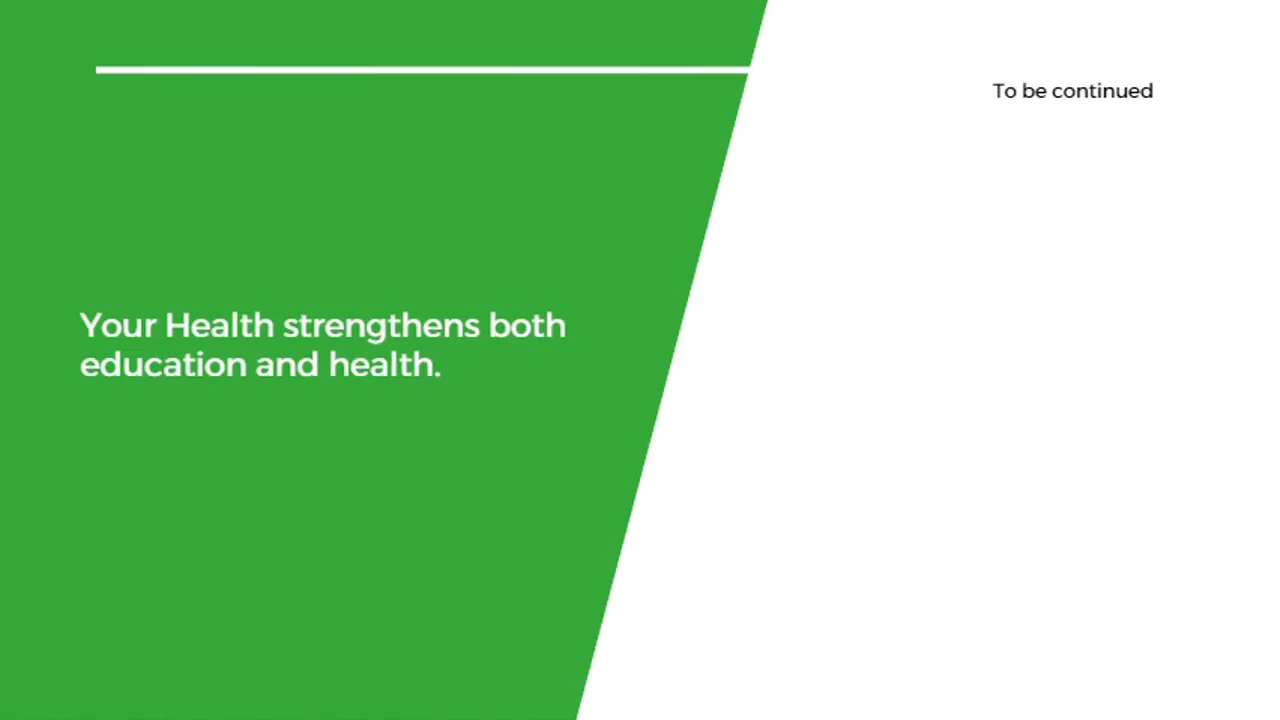 To be continued
Your Health strengthens both
education and health.